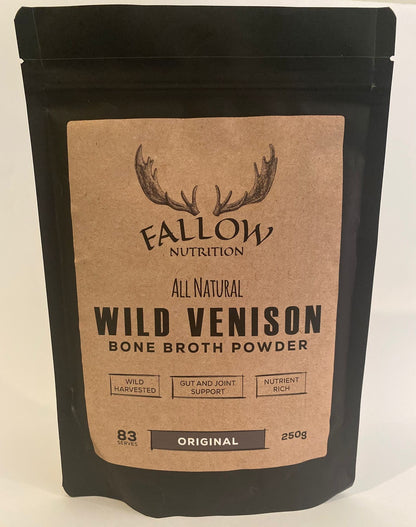 FALLOW
NUTRITION
ALL NATURAL
WILD VENISON
BONE BROTH POWDER
WILD
HARVESTED
GUT AND JOINT
SUPPORT
NUTRIENT
RICH
83
SERVES
ORIGINAL
250g